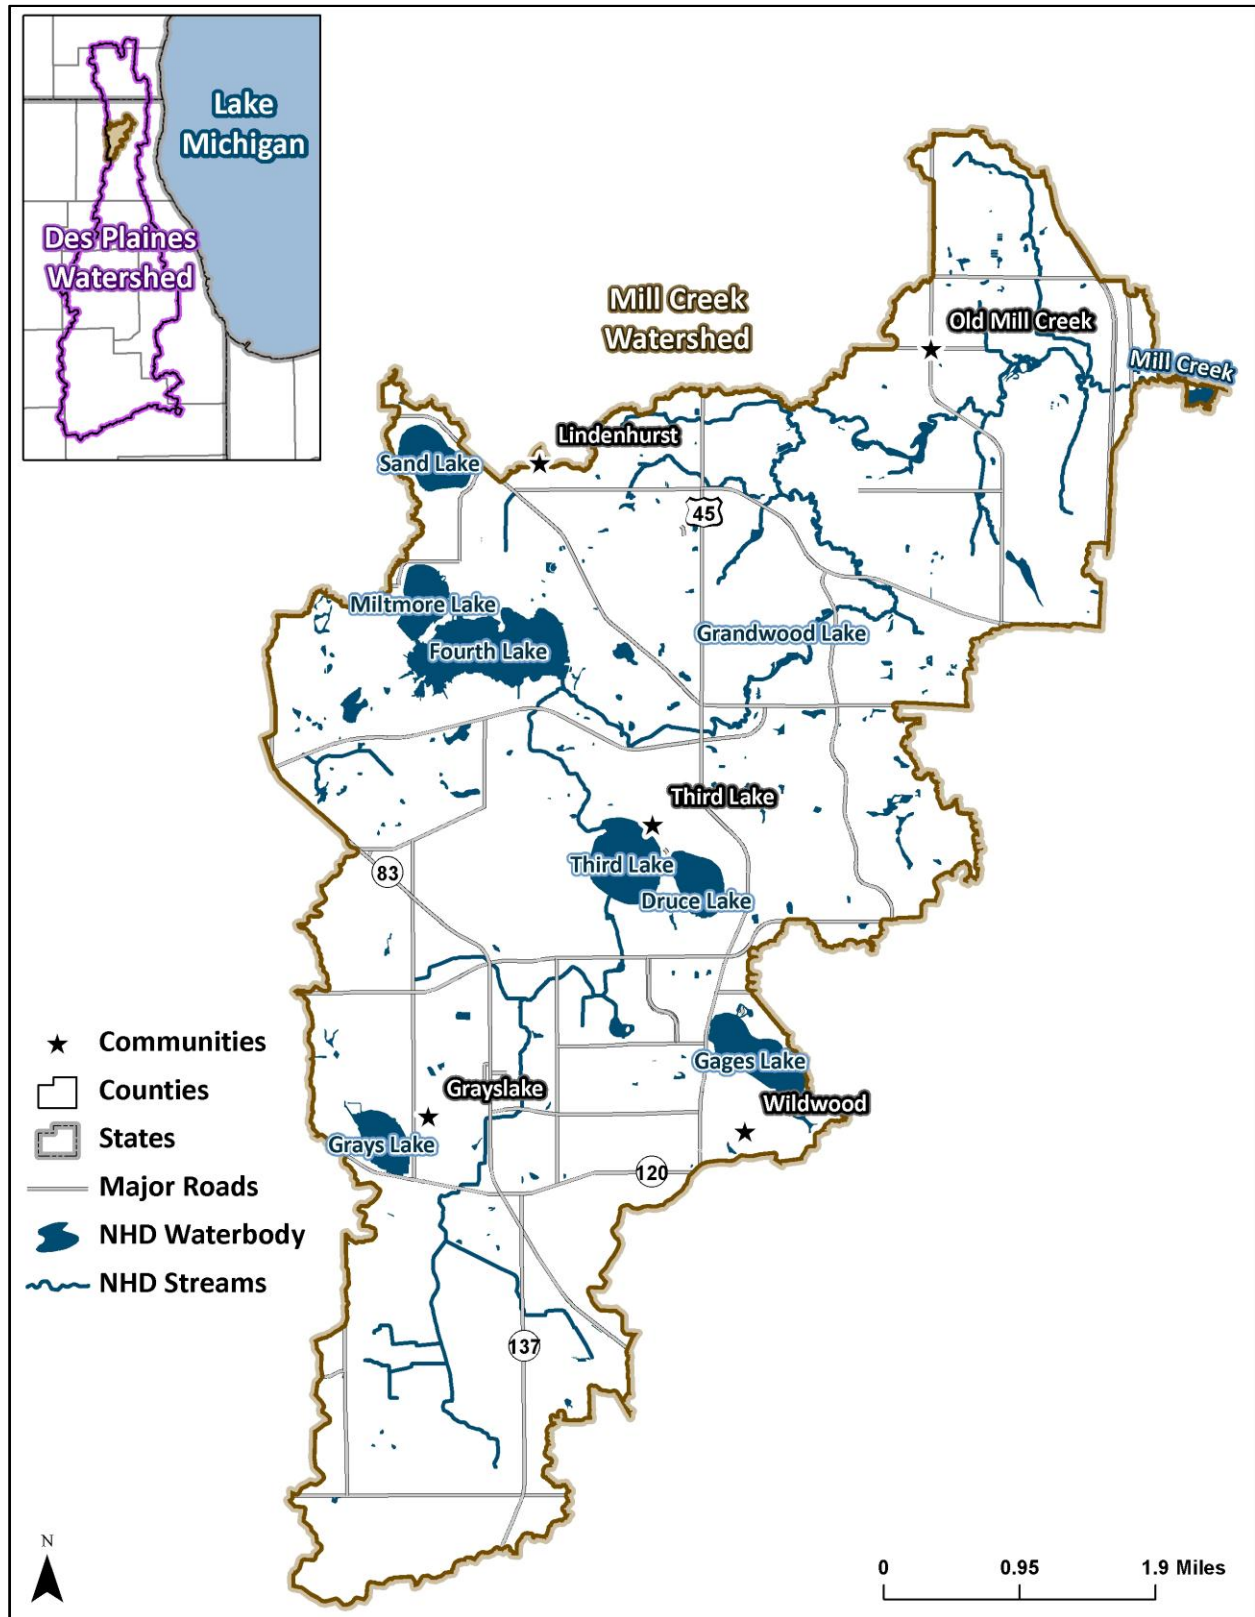 Lake
Michigan
Des Plaines
Watershed
Mill Creek
Watershed
Old Mill Creek
Mill Creek
Lindenhurst
Sand Lake
45
Miltmore Lake
Fourth Lake
Grandwood Lake
Third Lake
83
Third Lake
Druce Lake
Gages Lake
Grayslake
Wildwood
Grays Lake
120
137
Communities
Counties
States
Major Roads
NHD Waterbody
NHD Streams
N
0 0.95 1.9 Miles